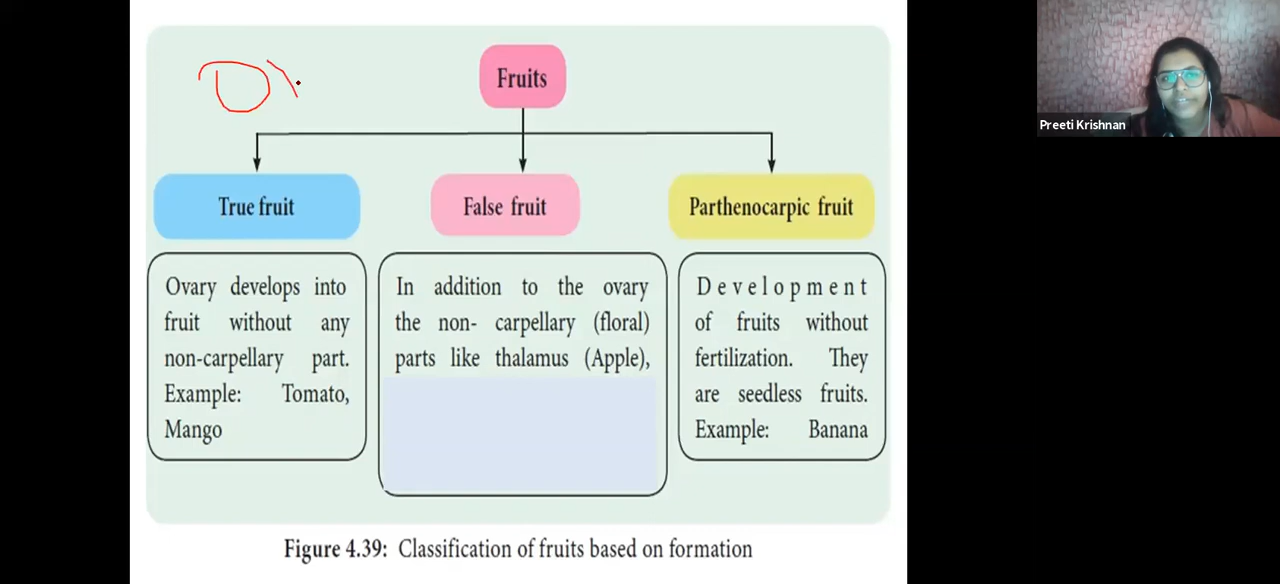 Fruits
Preeti Krishnan
True fruit
False fruit
Parthenocarpic fruit
Ovary develops into
fruit without any
non-carpellary part.
Example: Tomato,
Mango
In addition to the ovary
the non- carpellary (floral)
parts like thalamus (Apple),
Development
of fruits without
fertilization. They
are seedless fruits.
Example: Banana
Figure 4.39: Classification of fruits based on formation